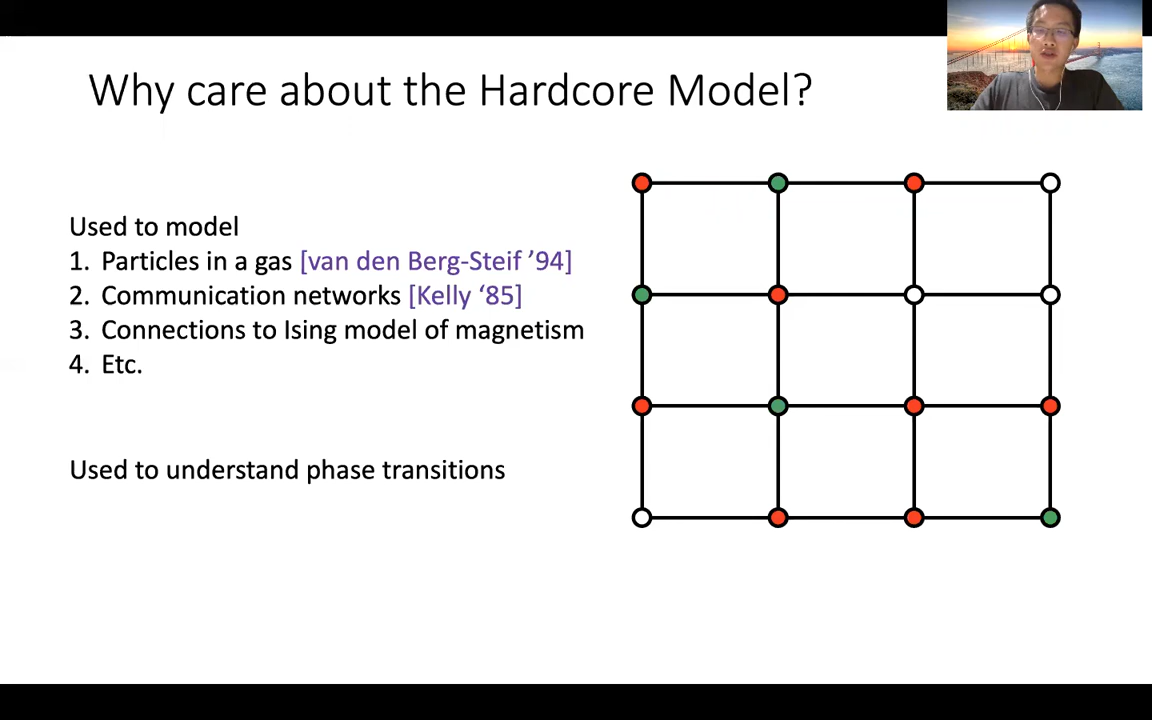 Why care about the Hardcore Model?
Used to model
1. Particles in a gas [van den Berg-Steif ’94]
2. Communication networks [Kelly ‘85]
3. Connections to Ising model of magnetism
4. Etc.
Used to understand phase transitions